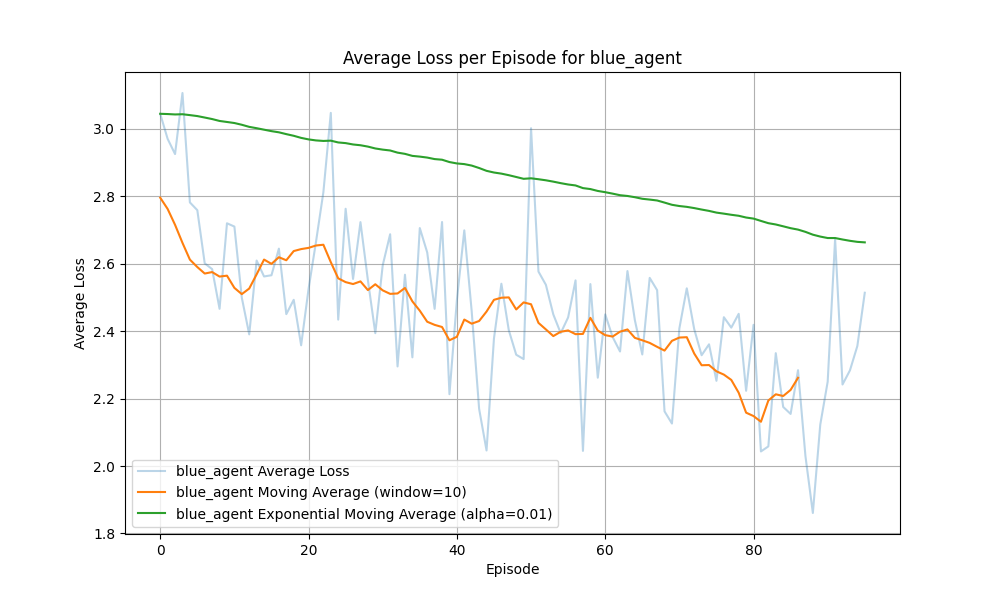 Average Loss per Episode for blue_agent
Average Loss
3.0
2.8
2.6
2.4
2.2
2.0
1.8
blue_agent Average Loss
blue_agent Moving Average (window=10)
blue_agent Exponential Moving Average (alpha=0.01)
0 20 40 60 80
Episode